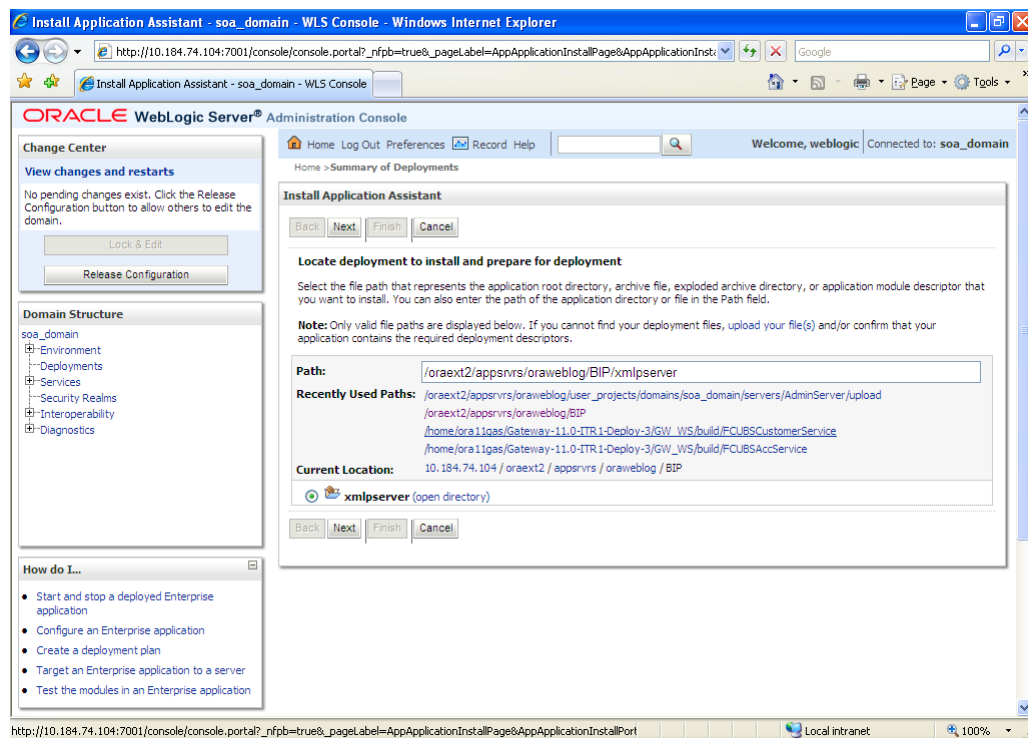 Install Application Assistant - soa_domain - WLS Console - Windows Internet Explorer
http://10.184.74.104:7001/console/console.portal?_nfpb=true&_pageLabel=AppApplicationInstallPage&AppApplicationInsta
Google
Install Application Assistant - soa_domain - WLS Console
Page
Tools
ORACLE WebLogic Server® Administration Console
Change Center
View changes and restarts
No pending changes exist. Click the Release
Configuration button to allow others to edit the
domain.
Lock & Edit
Release Configuration
Domain Structure
soa_domain
Environment
Deployments
Services
Security Realms
Interoperability
Diagnostics
How do I...
Start and stop a deployed Enterprise
application
Configure an Enterprise application
Create a deployment plan
Target an Enterprise application to a server
Test the modules in an Enterprise application
Home Log Out Preferences Record Help
Welcome, weblogic Connected to: soa_domain
Home >Summary of Deployments
Install Application Assistant
Back Next Finish Cancel
Locate deployment to install and prepare for deployment
Select the file path that represents the application root directory, archive file, exploded archive directory, or application module descriptor that
you want to install. You can also enter the path of the application directory or file in the Path field.
Note: Only valid file paths are displayed below. If you cannot find your deployment files, upload your file(s) and/or confirm that your
application contains the required deployment descriptors.
Path: /oraext2/appsrvrs/oraweblog/BIP/xmlpserver
Recently Used Paths: /oraext2/appsrvrs/oraweblog/user_projects/domains/soa_domain/servers/AdminServer/upload
/oraext2/appsrvrs/oraweblog/BIP
/home/ora11gas/Gateway-11.0-ITR1-Deploy-3/GW_WS/build/FCUBSCustomerService
/home/ora11gas/Gateway-11.0-ITR1-Deploy-3/GW_WS/build/FCUBSAccService
Current Location: 10.184.74.104 / oraext2 / appsrvrs / oraweblog / BIP
xmlpserver (open directory)
Back Next Finish Cancel
http://10.184.74.104:7001/console/console.portal?_nfpb=true&_pageLabel=AppApplicationInstallPage&AppApplicationInstallPort
Local intranet
100%